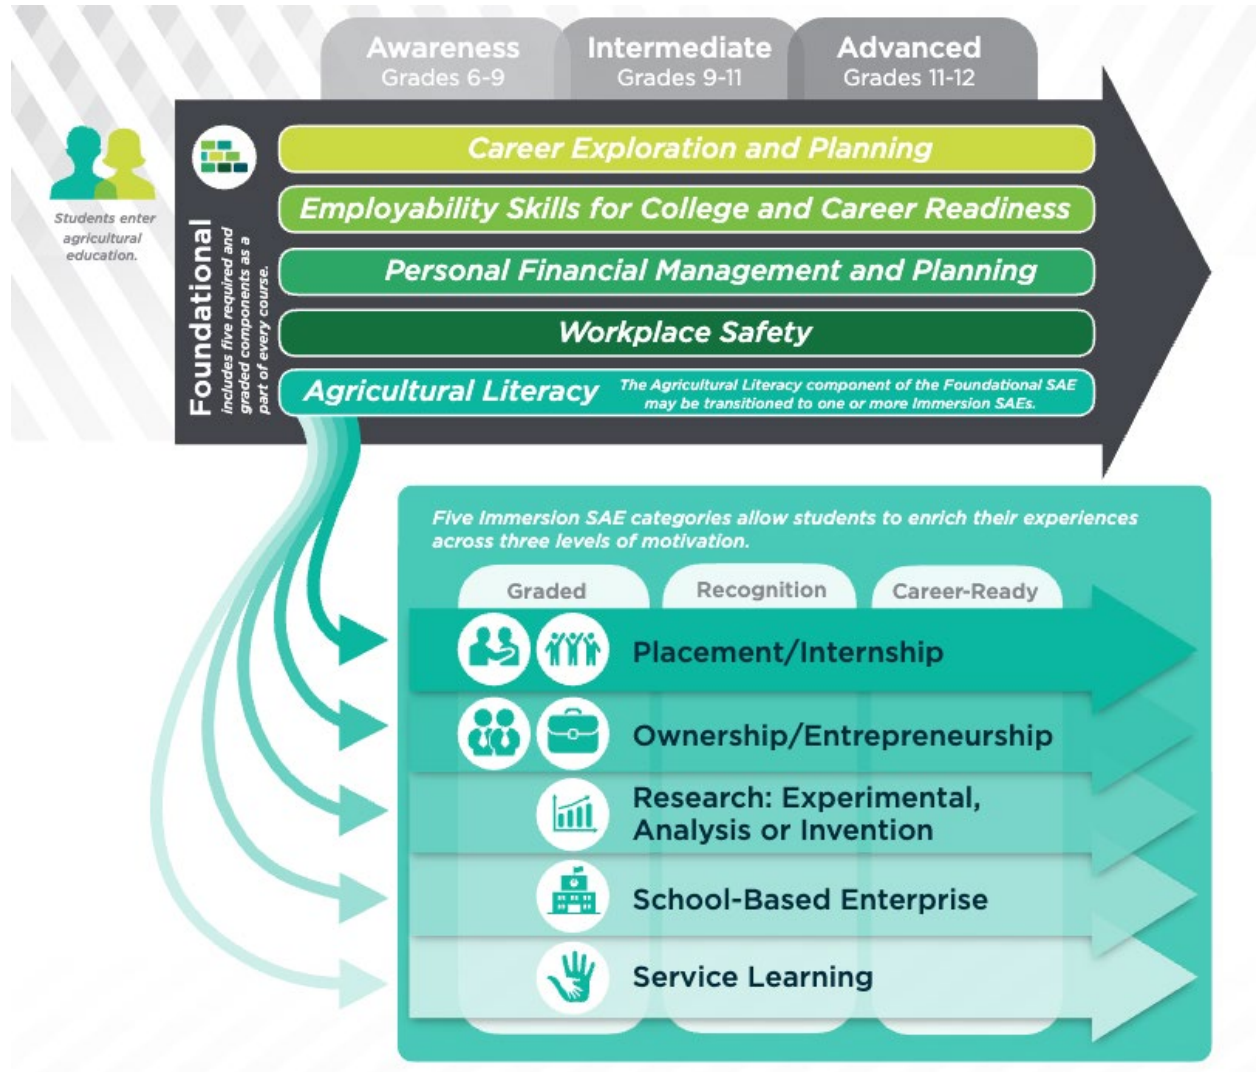 Awareness
Grades 6-9
Intermediate
Grades 9-11
Advanced
Grades 11-12
Students enter
agricultural
education.
Foundational
includes five required and
graded components as a
part of every course.
Career Exploration and Planning
Employability Skills for College and Career Readiness
Personal Financial Management and Planning
Workplace Safety
Agricultural Literacy
The Agricultural Literacy component of the Foundational SAE
may be transitioned to one or more Immersion SAEs.
Five Immersion SAE categories allow students to enrich their experiences
across three levels of motivation.
Graded
Recognition
Career-Ready
Placement/Internship
Ownership/Entrepreneurship
Research: Experimental,
Analysis or Invention
School-Based Enterprise
Service Learning